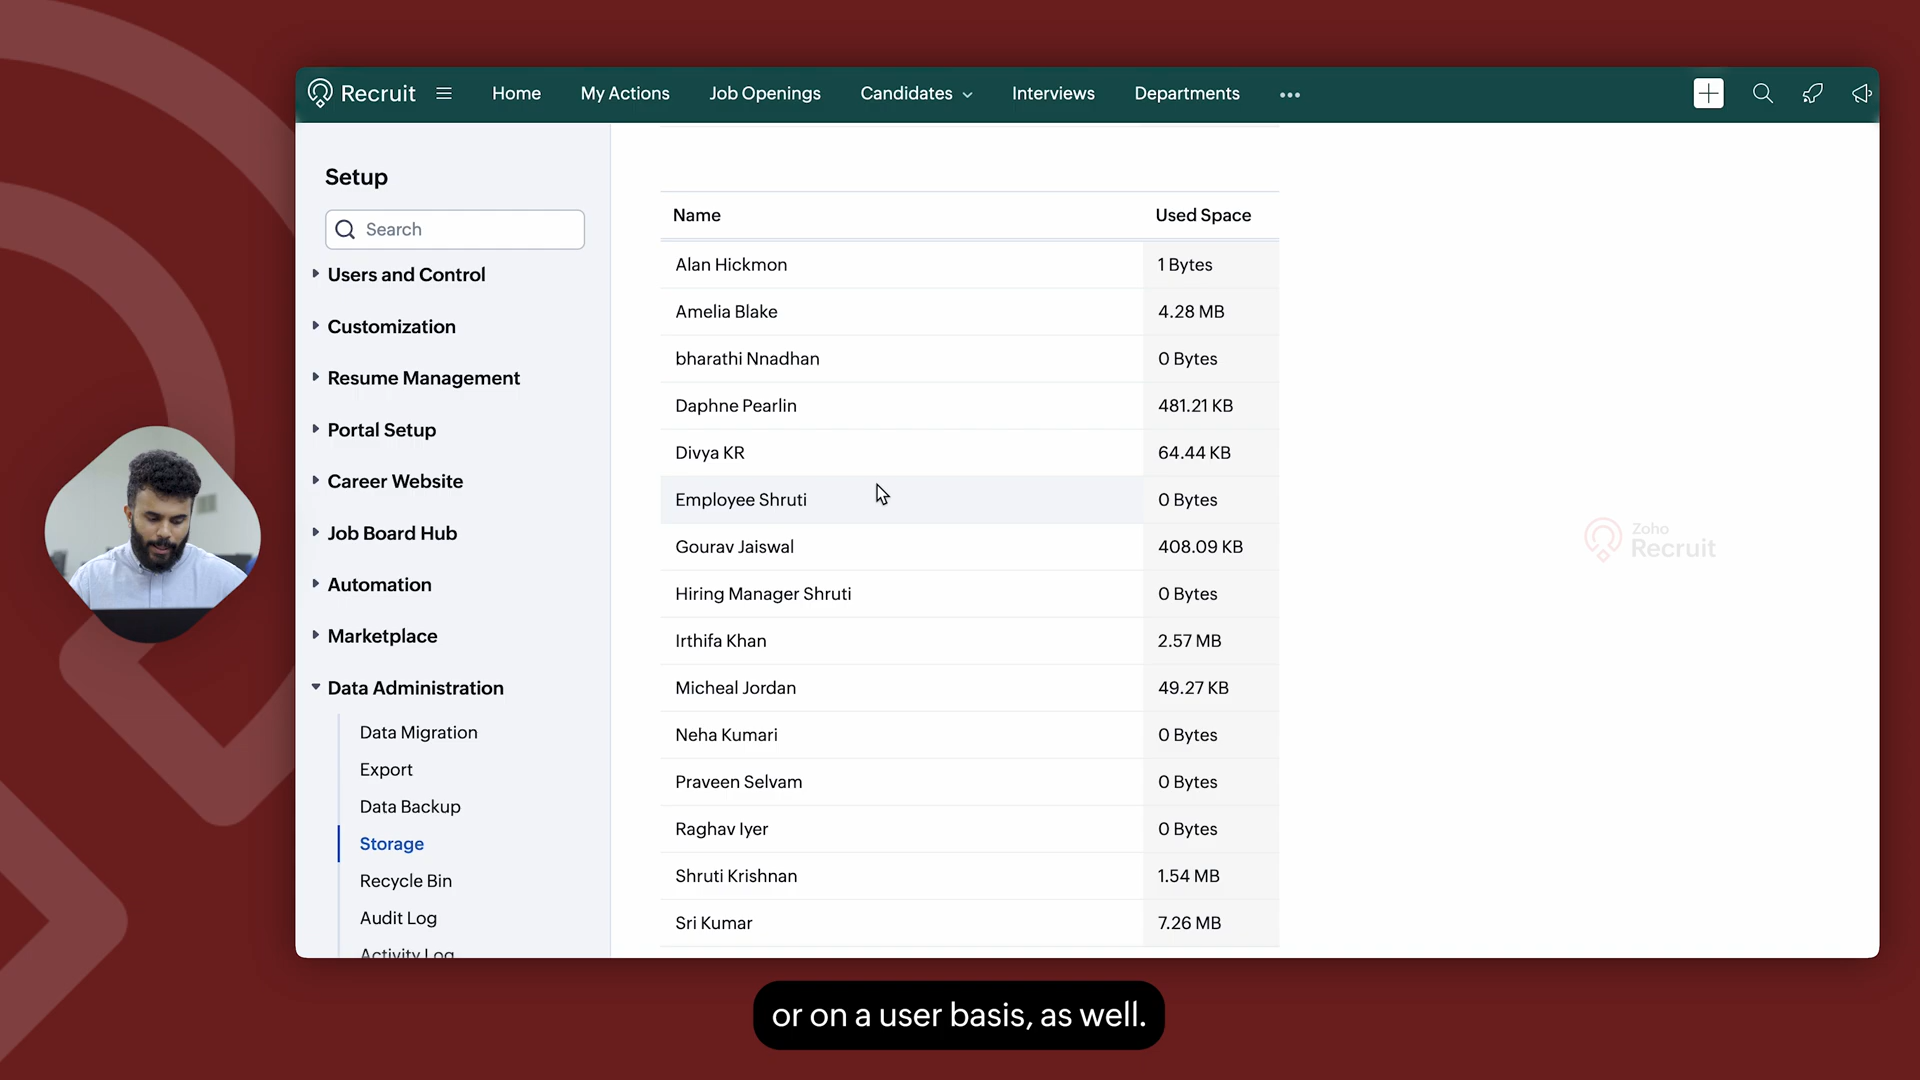 Recruit
Home
My Actions
Job Openings
Candidates
Interviews
Departments
Setup
Search
Users and Control
Customization
Resume Management
Portal Setup
Career Website
Job Board Hub
Automation
Marketplace
Data Administration
Data Migration
Export
Data Backup
Storage
Recycle Bin
Audit Log
Activity Log
Name Used Space
Alan Hickmon 1 Bytes
Amelia Blake 4.28 MB
bharathi Nnadhan 0 Bytes
Daphne Pearlin 481.21 KB
Divya KR 64.44 KB
Employee Shruti 0 Bytes
Gourav Jaiswal 408.09 KB
Hiring Manager Shruti 0 Bytes
Irthifa Khan 2.57 MB
Micheal Jordan 49.27 KB
Neha Kumari 0 Bytes
Praveen Selvam 0 Bytes
Raghav Iyer 0 Bytes
Shruti Krishnan 1.54 MB
Sri Kumar 7.26 MB
Zoho
Recruit
or on a user basis, as well.